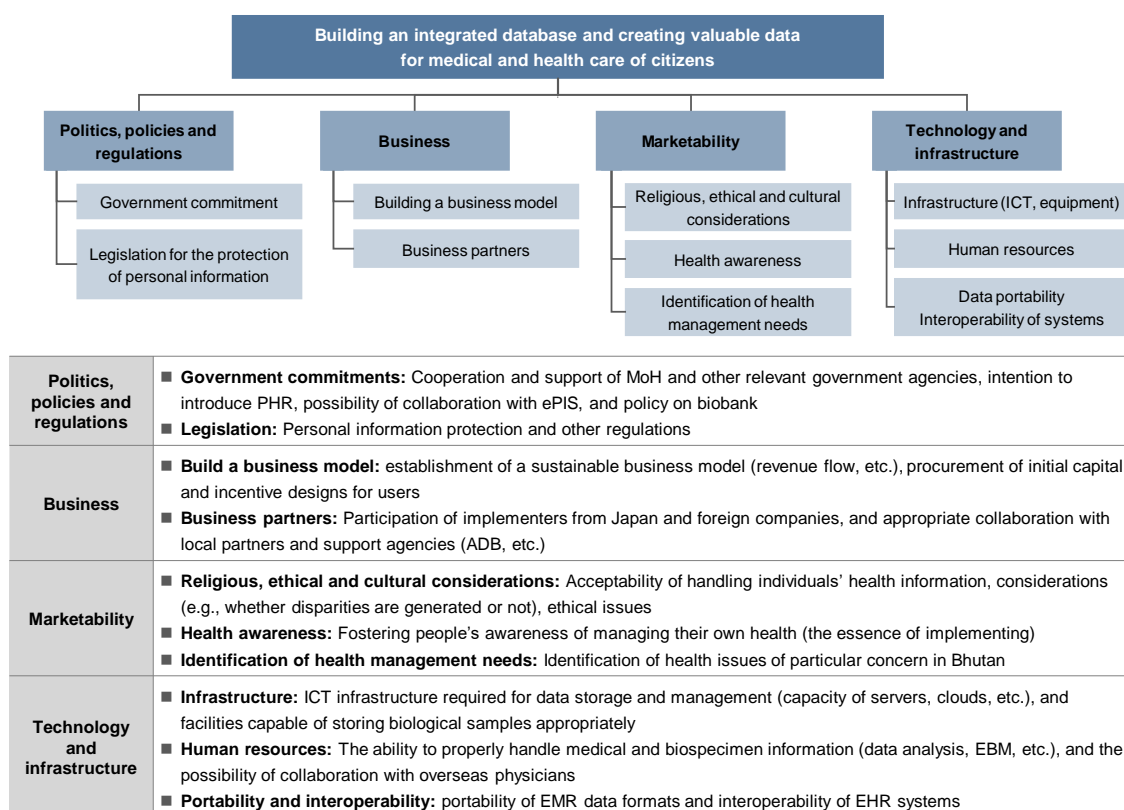 Building an integrated database and creating valuable data
for medical and health care of citizens
Politics, policies and
regulations
Government commitment
Legislation for the protection
of personal information
Business
Building a business model
Business partners
Marketability
Religious, ethical and cultural
considerations
Health awareness
Identification of health
management needs
Technology and
infrastructure
Infrastructure (ICT, equipment)
Human resources
Data portability
Interoperability of systems
Politics,
policies and
regulations
■ Government commitments: Cooperation and support of MoH and other relevant government agencies, intention to
introduce PHR, possibility of collaboration with ePIS, and policy on biobank
■ Legislation: Personal information protection and other regulations
Business
■ Build a business model: establishment of a sustainable business model (revenue flow, etc.), procurement of initial capital
and incentive designs for users
■ Business partners: Participation of implementers from Japan and foreign companies, and appropriate collaboration with
local partners and support agencies (ADB, etc.)
Marketability
■ Religious, ethical and cultural considerations: Acceptability of handling individuals’ health information, considerations
(e.g., whether disparities are generated or not), ethical issues
■ Health awareness: Fostering people’s awareness of managing their own health (the essence of implementing)
■ Identification of health management needs: Identification of health issues of particular concern in Bhutan
Technology
and
infrastructure
■ Infrastructure: ICT infrastructure required for data storage and management (capacity of servers, clouds, etc.), and
facilities capable of storing biological samples appropriately
■ Human resources: The ability to properly handle medical and biospecimen information (data analysis, EBM, etc.), and the
possibility of collaboration with overseas physicians
■ Portability and interoperability: portability of EMR data formats and interoperability of EHR systems